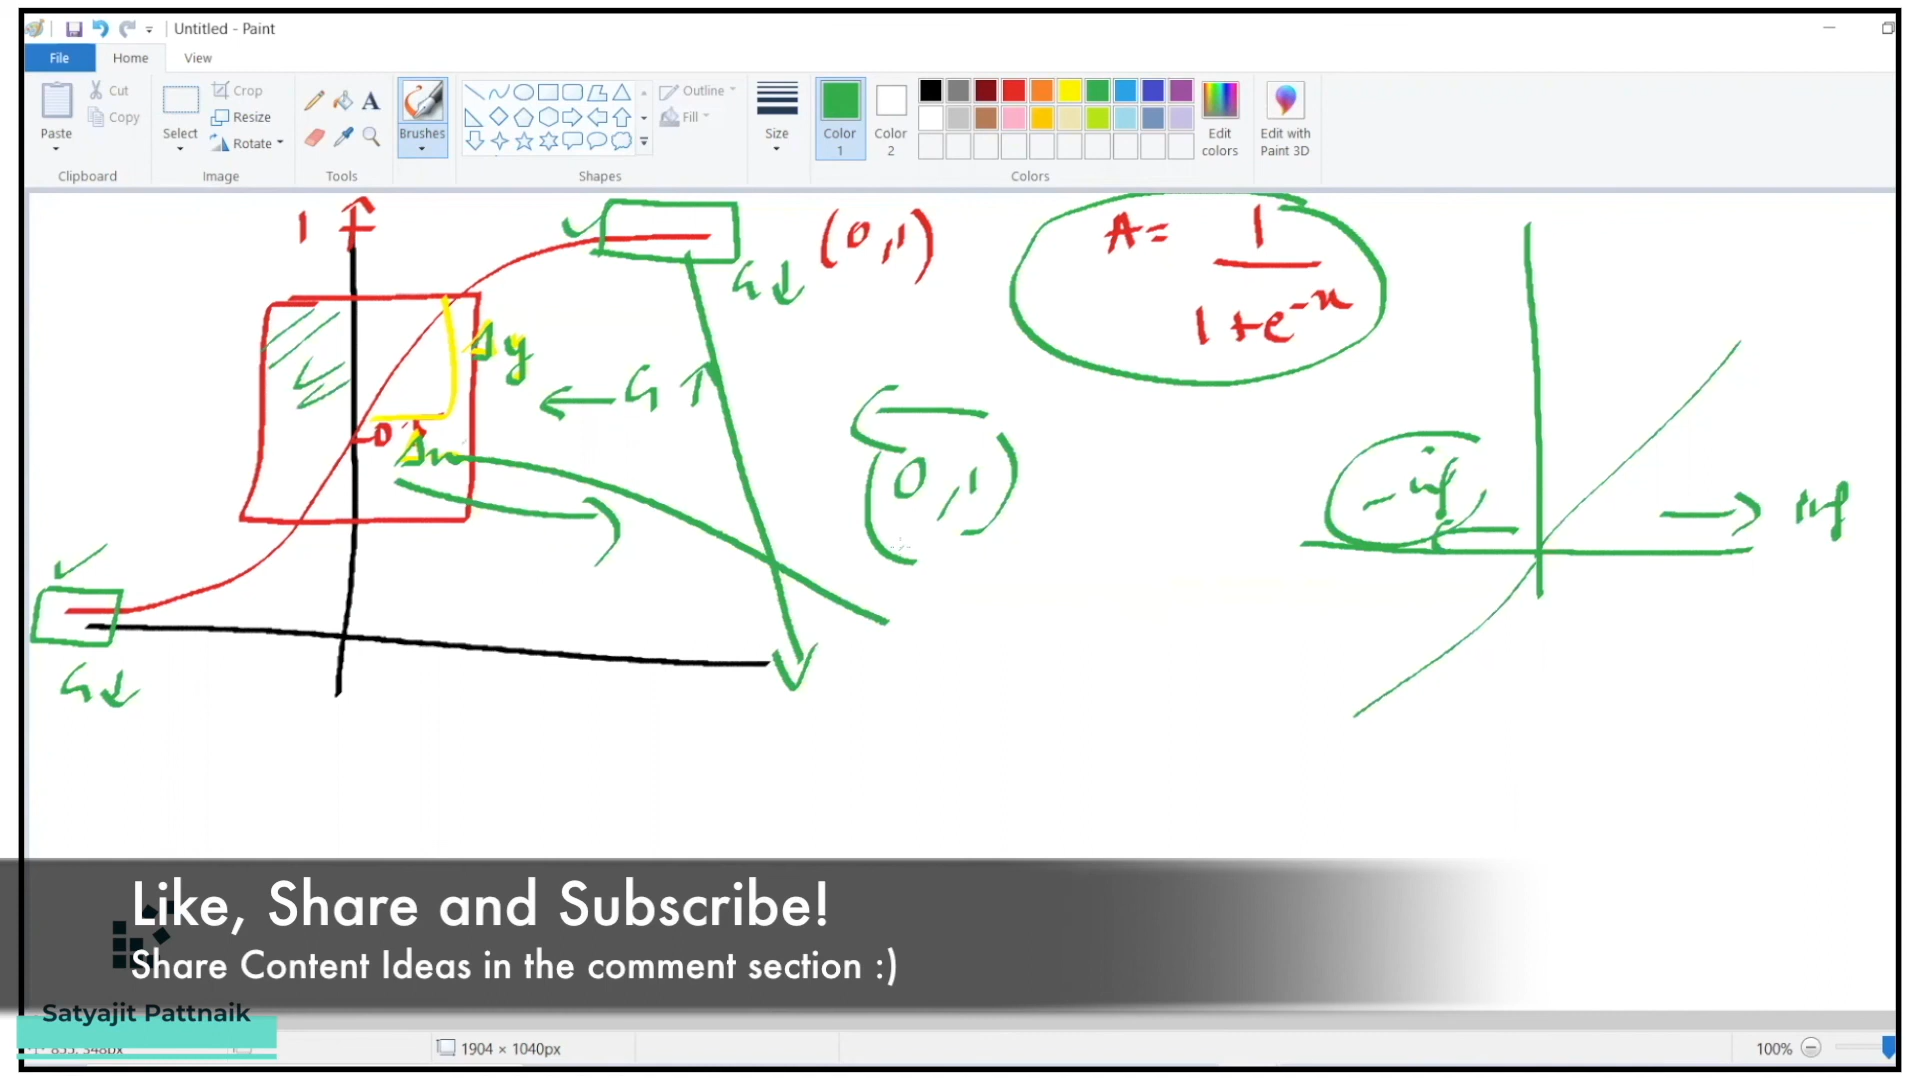 Untitled - Paint
File Home View
Paste Cut Copy
Clipboard
Select Crop Resize Rotate
Image
A
Tools
Brushes
Shapes
Outline Fill
Size
Color 1 Color 2
Edit colors
Edit with Paint 3D
Colors
1
G↓
(0,1)
A = 1
1+e^-x
Δy
← G ↑
Δx
(0,1)
-inf
→ inf
G↓
Like, Share and Subscribe!
Share Content Ideas in the comment section :)
Satyajit Pattnaik
1904 × 1040px
100%